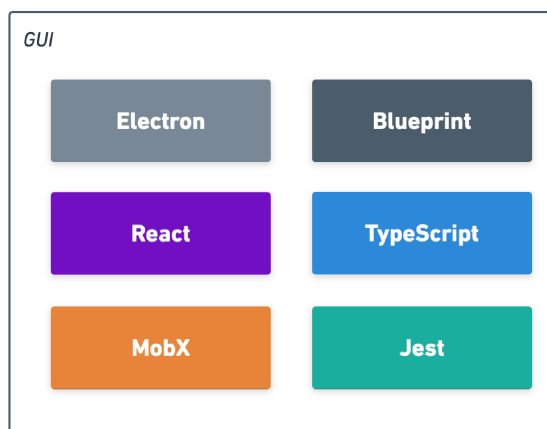 GUI
Electron
Blueprint
React
TypeScript
MobX
Jest